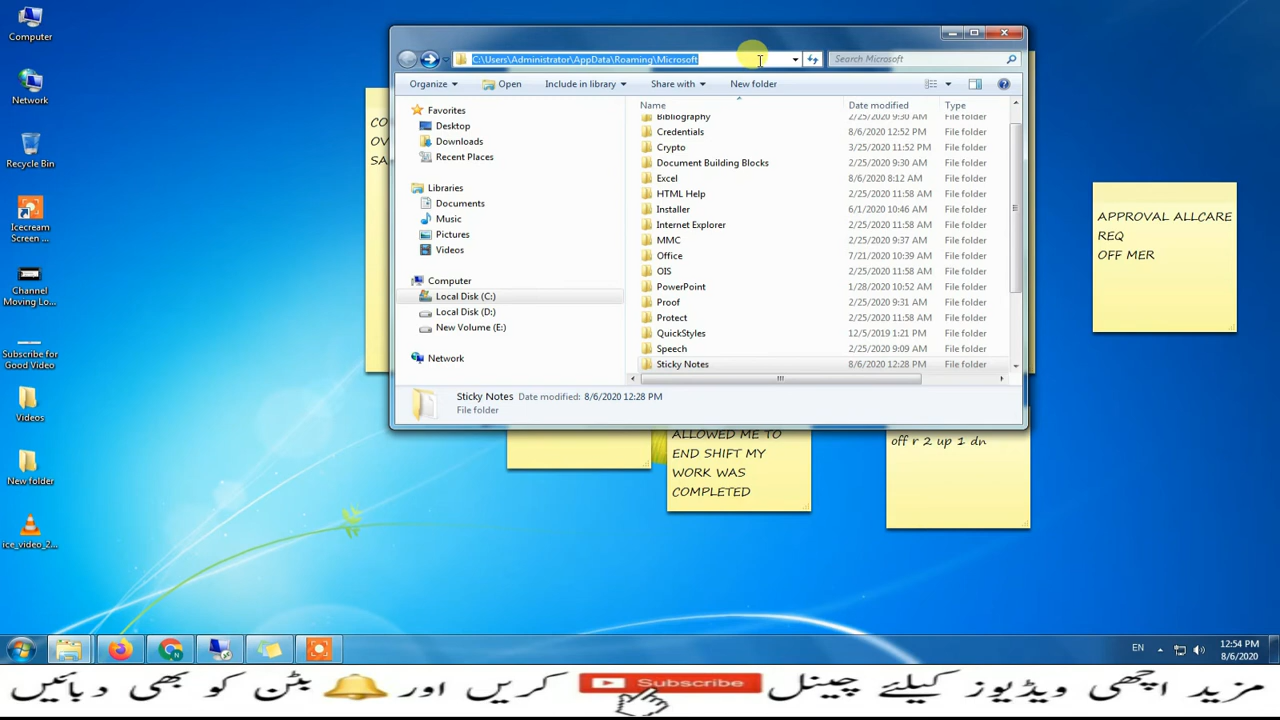 Computer
Network
Recycle Bin
Icecream
Screen ...
Channel
Moving Lo...
Subscribe for
Good Video
Videos
New folder
ice_video_2...
CO
OV
SA
C:\Users\Administrator\AppData\Roaming\Microsoft
Search Microsoft
Organize
Open
Include in library
Share with
New folder
Favorites
Desktop
Downloads
Recent Places
Libraries
Documents
Music
Pictures
Videos
Computer
Local Disk (C:)
Local Disk (D:)
New Volume (E:)
Network
Name Date modified Type
Bibliography 2/25/2020 9:30 AM File folder
Credentials 8/6/2020 12:52 PM File folder
Crypto 3/25/2020 11:52 PM File folder
Document Building Blocks 2/25/2020 9:30 AM File folder
Excel 8/6/2020 8:12 AM File folder
HTML Help 2/25/2020 11:58 AM File folder
Installer 6/1/2020 10:46 AM File folder
Internet Explorer 2/25/2020 11:58 AM File folder
MMC 2/25/2020 9:37 AM File folder
Office 7/21/2020 10:39 AM File folder
OIS 2/25/2020 11:58 AM File folder
PowerPoint 1/28/2020 10:52 AM File folder
Proof 2/25/2020 9:31 AM File folder
Protect 2/25/2020 11:58 AM File folder
QuickStyles 12/5/2019 1:21 PM File folder
Speech 2/25/2020 9:09 AM File folder
Sticky Notes 8/6/2020 12:28 PM File folder
Sticky Notes Date modified: 8/6/2020 12:28 PM
File folder
APPROVAL ALLCARE
REQ
OFF MER
ALLOWED ME TO
END SHIFT MY
WORK WAS
COMPLETED
off r 2 up 1 dn
EN
12:54 PM
8/6/2020
مزید اچھی ویڈیوز کیلئے چینل Subscribe کریں اور بٹن کو بھی دبائیں